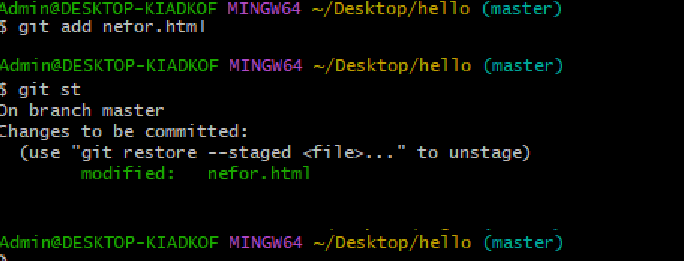 Admin@DESKTOP-KIADKOF MINGW64 ~/Desktop/hello (master)
$ git add nefor.html
Admin@DESKTOP-KIADKOF MINGW64 ~/Desktop/hello (master)
$ git st
On branch master
Changes to be committed:
(use "git restore --staged <file>..." to unstage)
modified: nefor.html
Admin@DESKTOP-KIADKOF MINGW64 ~/Desktop/hello (master)